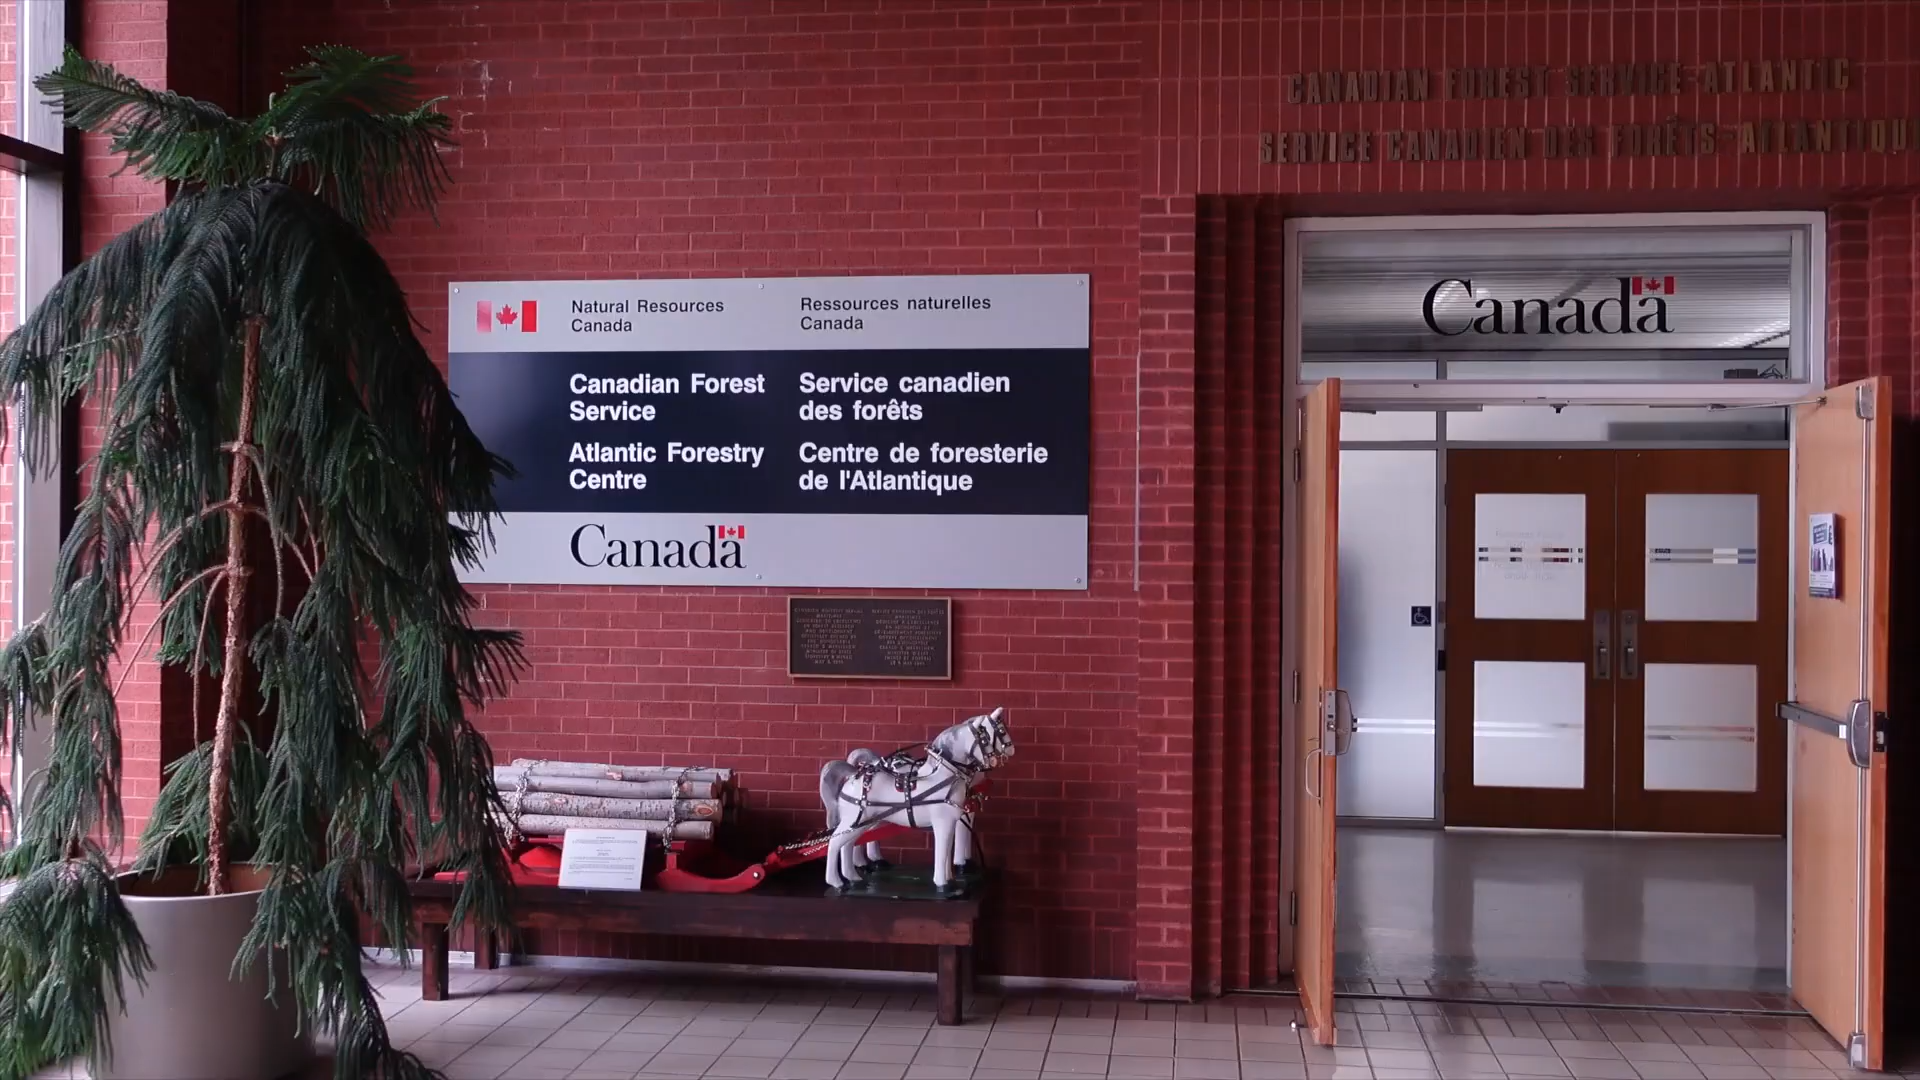 CANADIAN FOREST SERVICE-ATLANTIC
SERVICE CANADIEN DES FORÊTS-ATLANTIQU
Canada
Natural Resources
Canada
Ressources naturelles
Canada
Canadian Forest
Service
Service canadien
des forêts
Atlantic Forestry
Centre
Centre de foresterie
de l'Atlantique
Canada